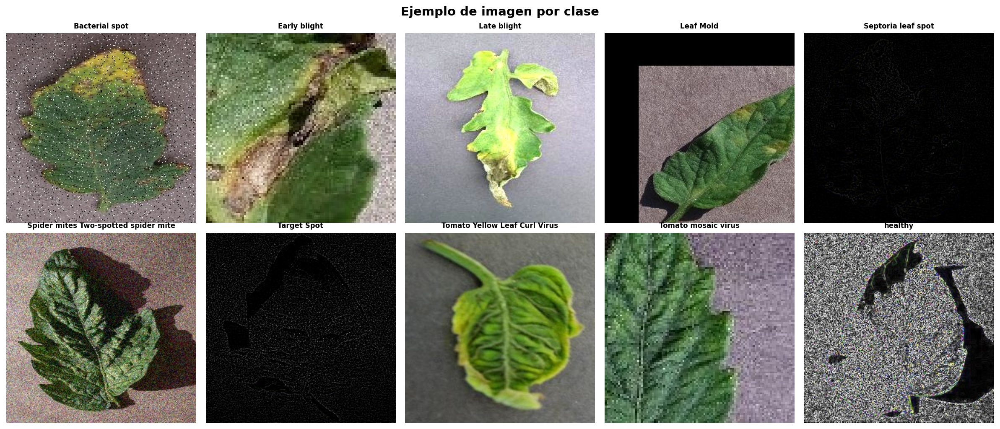 Ejemplo de imagen por clase
Bacterial spot
Early blight
Late blight
Leaf Mold
Septoria leaf spot
Spider mites Two-spotted spider mite
Target Spot
Tomato Yellow Leaf Curl Virus
Tomato mosaic virus
healthy